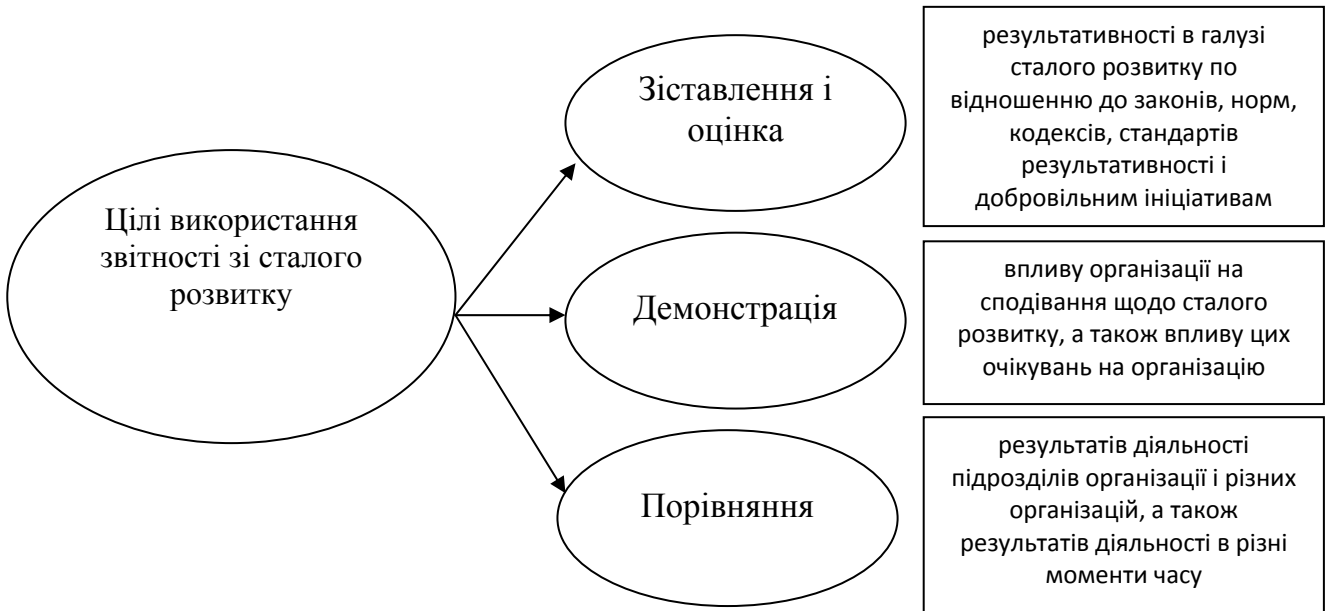 Цілі використання
звітності зі сталого
розвитку
Зіставлення і
оцінка
результативності в галузі
сталого розвитку по
відношенню до законів, норм,
кодексів, стандартів
результативності і
добровільним ініціативам
Демонстрація
впливу організації на
сподівання щодо сталого
розвитку, а також впливу цих
очікувань на організацію
Порівняння
результатів діяльності
підрозділів організації і різних
організацій, а також
результатів діяльності в різні
моменти часу